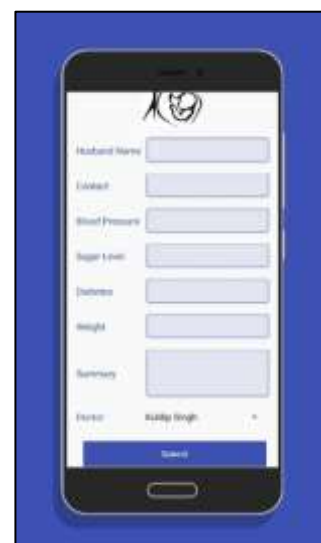 Husband Name
Contact
Blood Pressure
Sugar Level
Diabetes
Weight
Summary
Doctor Kuldip Singh
Submit